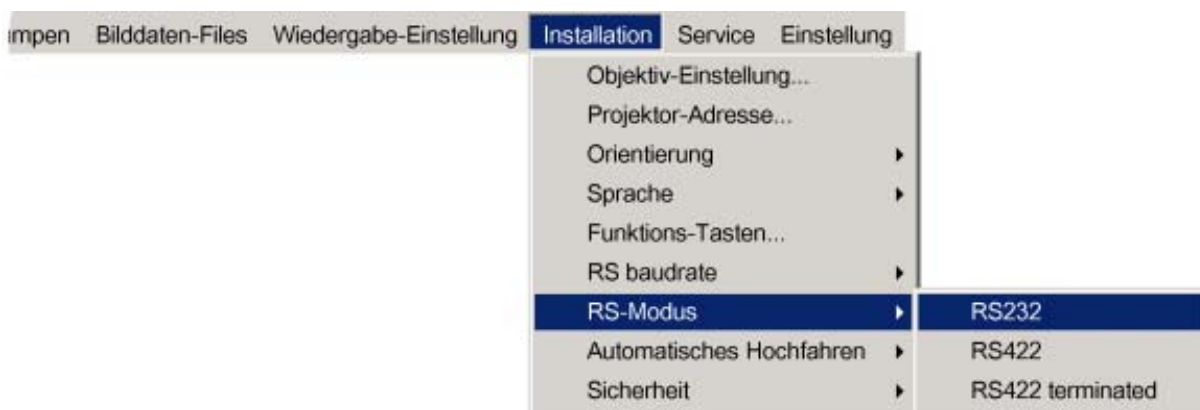 Bilddaten-Files Wiedergabe-Einstellung Installation Service Einstellung
Objektiv-Einstellung...
Projektor-Adresse...
Orientierung
Sprache
Funktions-Tasten...
RS baudrate
RS-Modus RS232
Automatisches Hochfahren RS422
Sicherheit RS422 terminated